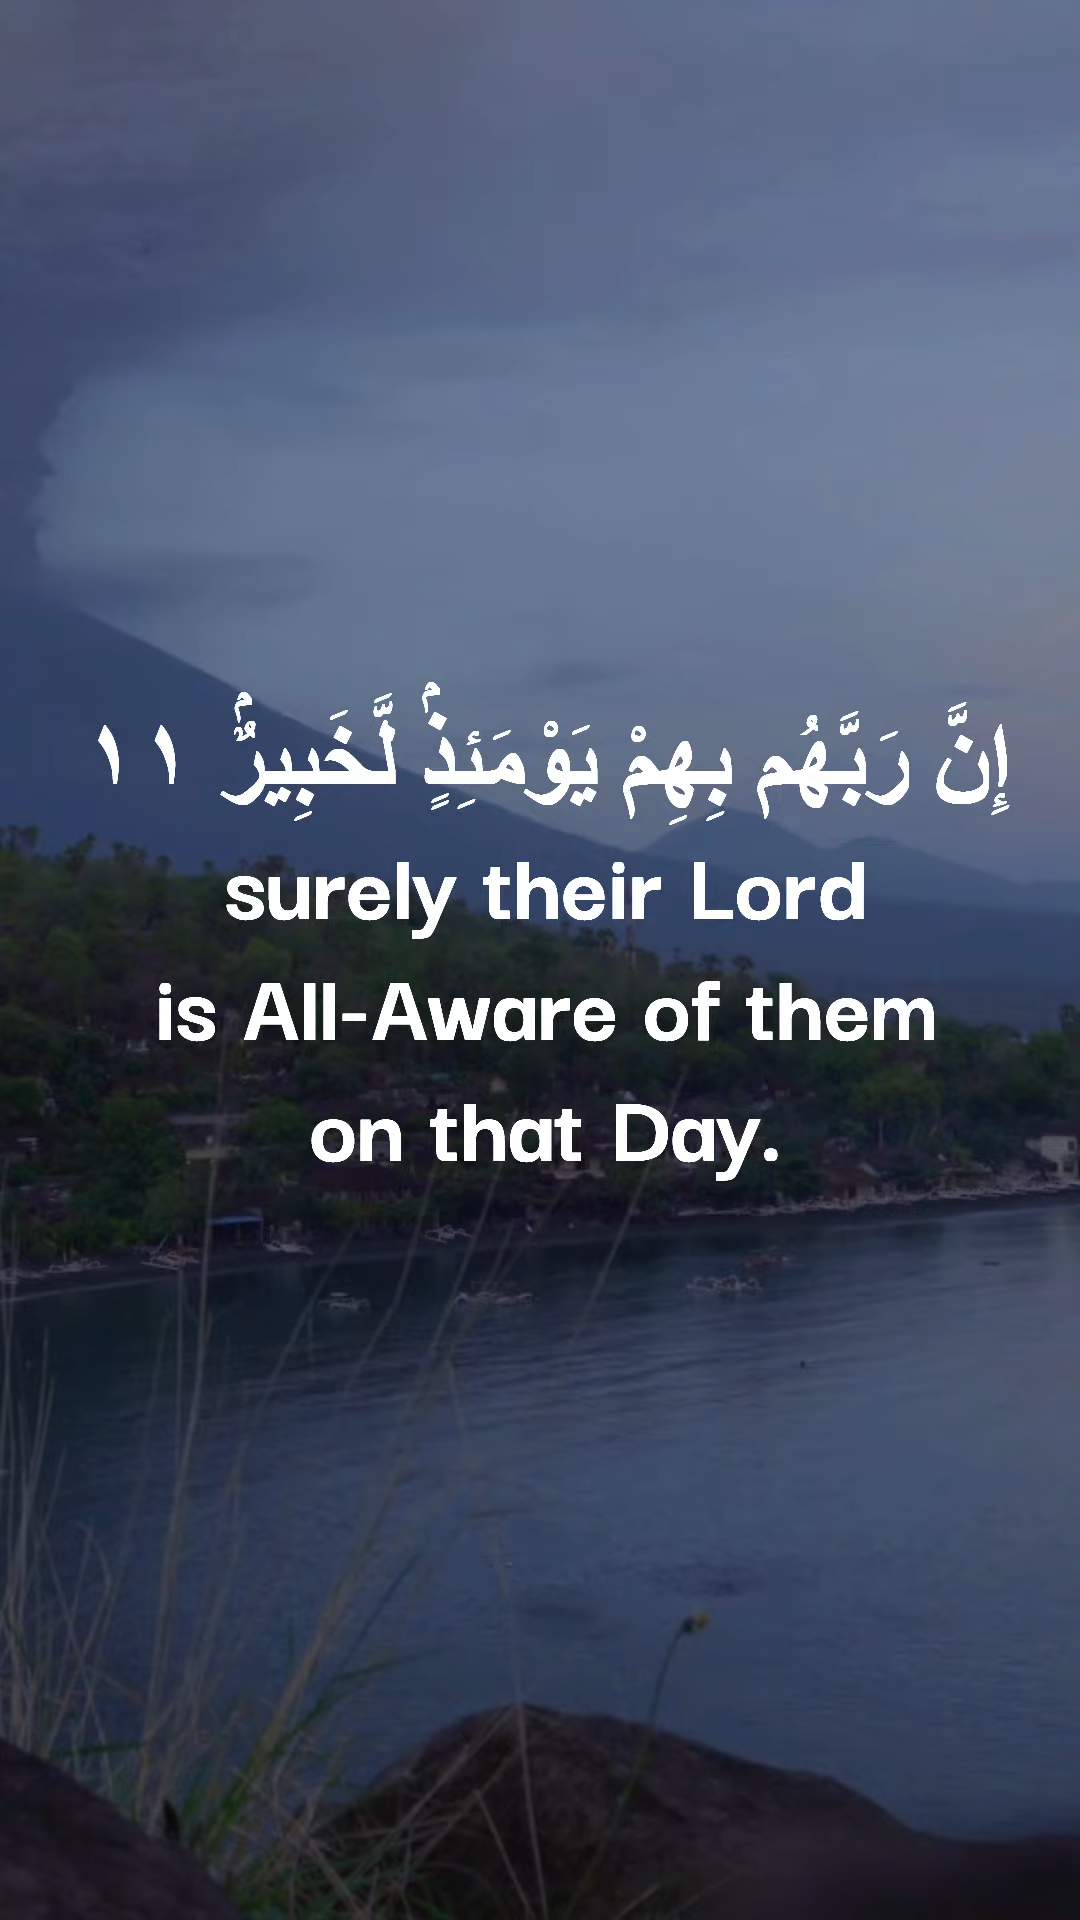 إِنَّ رَبَّهُم بِهِمْ يَوْمَئِذٍۢ لَّخَبِيرٌۢ ١١
surely their Lord
is All-Aware of them
on that Day.